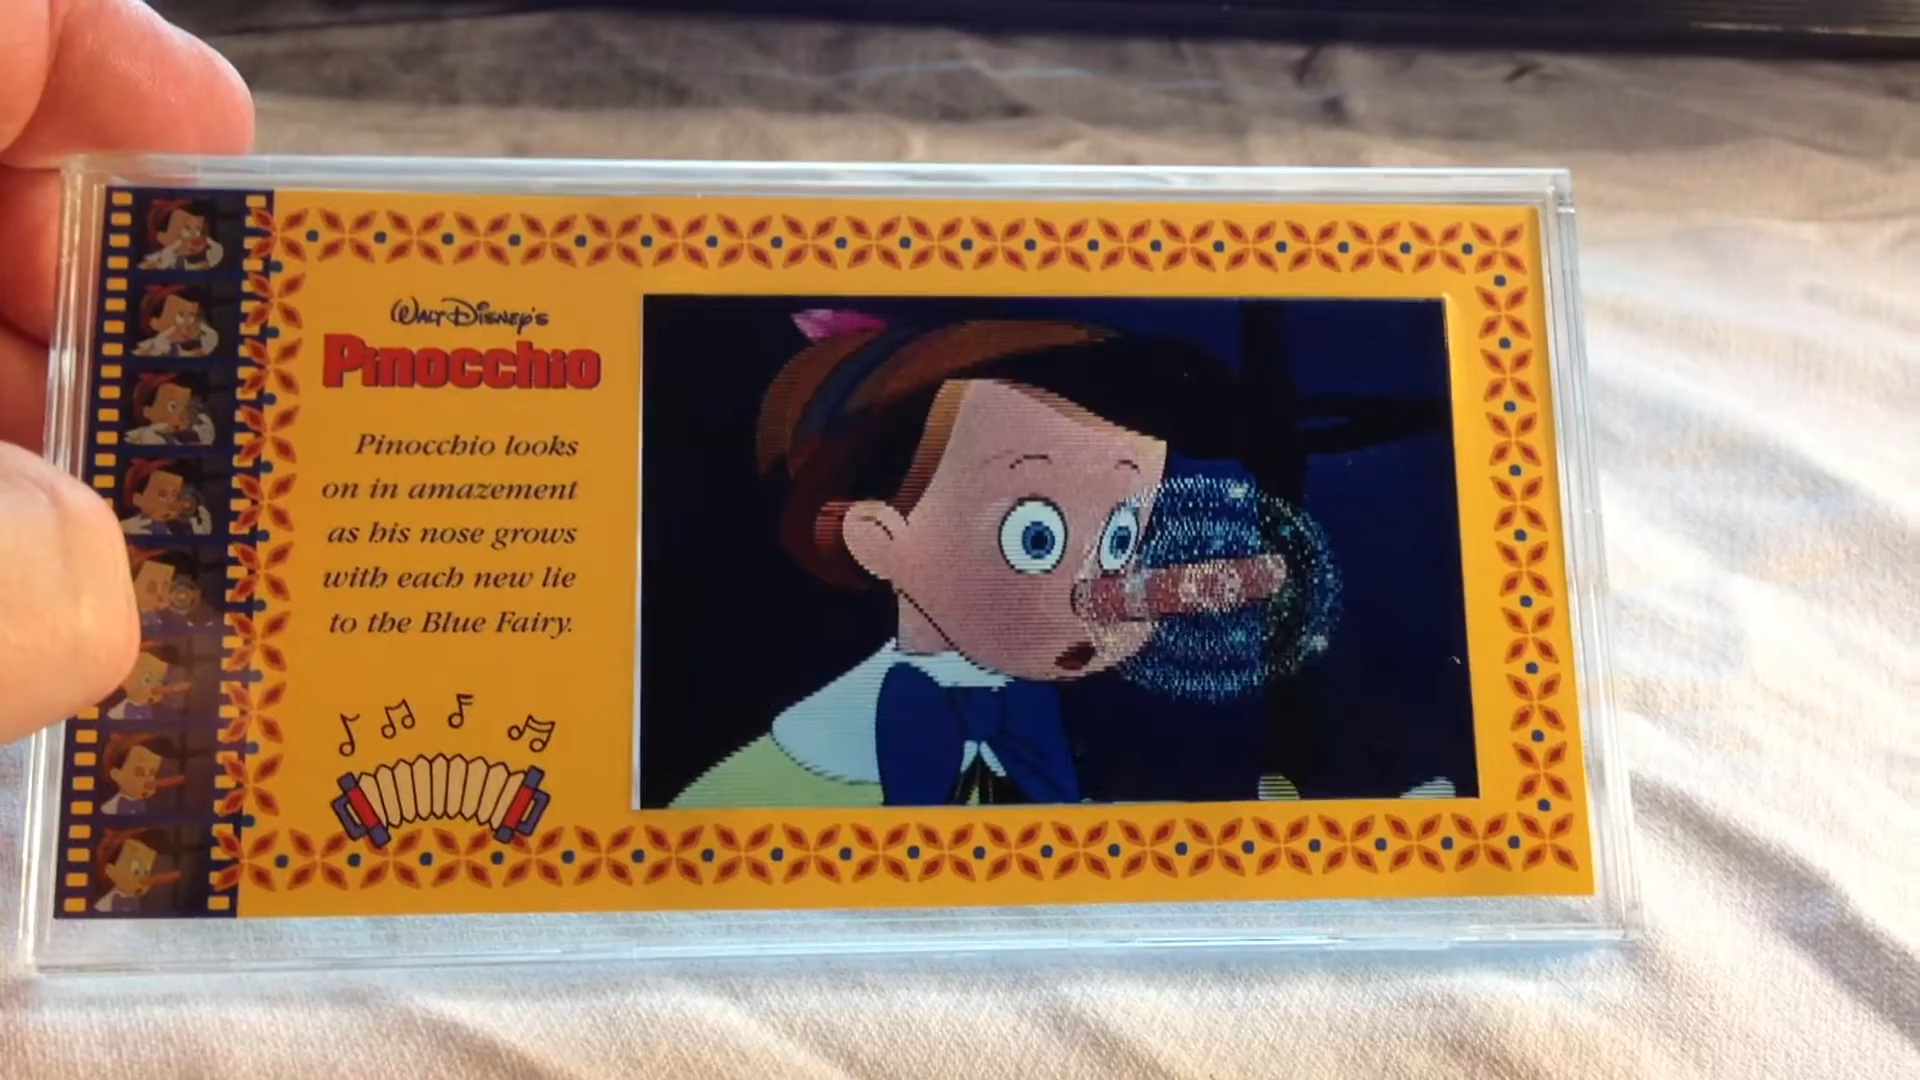 WALT DISNEY'S
Pinocchio
Pinocchio looks
on in amazement
as his nose grows
with each new lie
to the Blue Fairy.